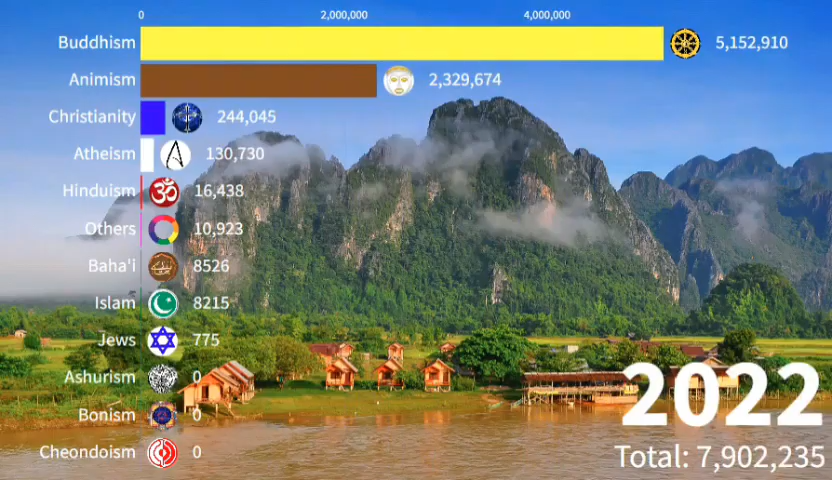 0 2,000,000 4,000,000
Buddhism 5,152,910
Animism 2,329,674
Christianity 244,045
Atheism 130,730
Hinduism 16,438
Others 10,923
Baha'i 8526
Islam 8215
Jews 775
Ashurism 0
Bonism 0
Cheondoism 0
2022
Total: 7,902,235